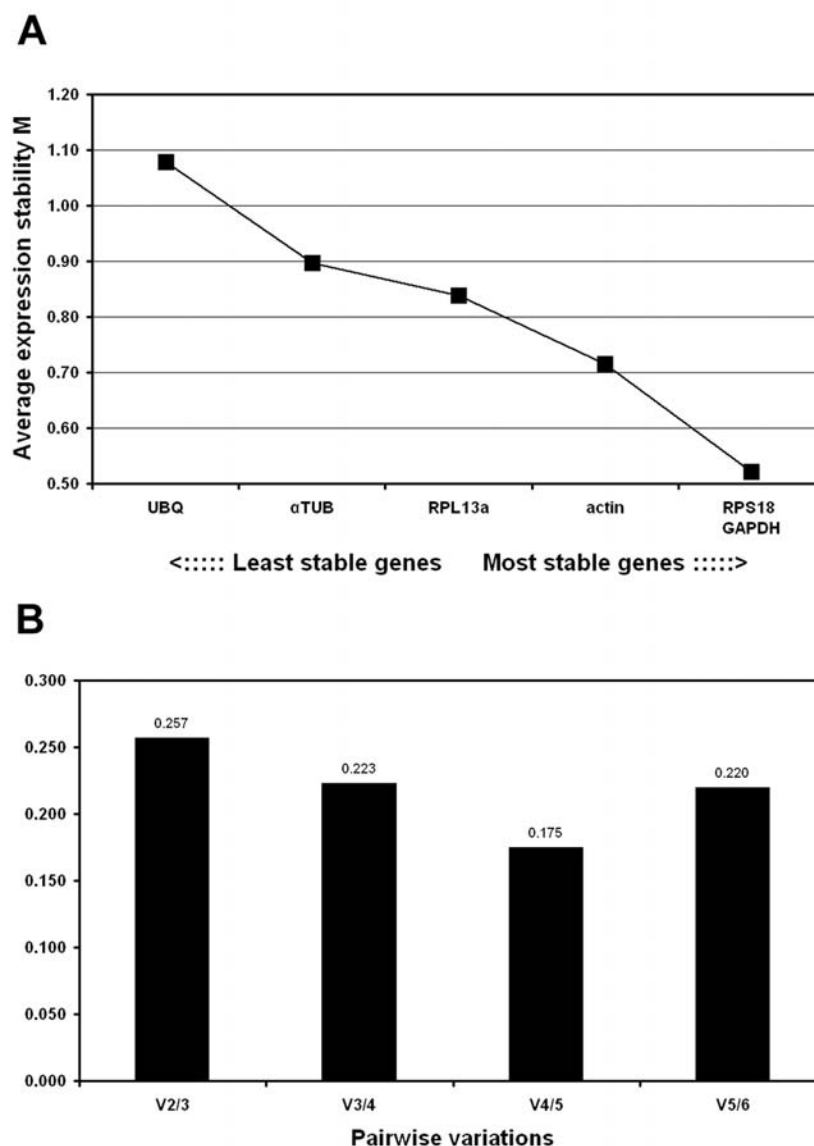 A
Average expression stability M
1.20
1.10
1.00
0.90
0.80
0.70
0.60
0.50
UBQ
αTUB
RPL13a
actin
RPS18
GAPDH
<::::: Least stable genes
Most stable genes :::::>
B
0.300
0.250
0.200
0.150
0.100
0.050
0.000
0.257
0.223
0.175
0.220
V2/3
V3/4
V4/5
V5/6
Pairwise variations